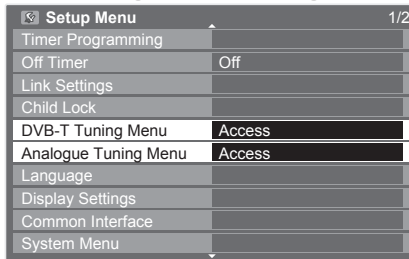 Setup Menu 1/2
Timer Programming
Off Timer Off
Link Settings
Child Lock
DVB-T Tuning Menu Access
Analogue Tuning Menu Access
Language
Display Settings
Common Interface
System Menu